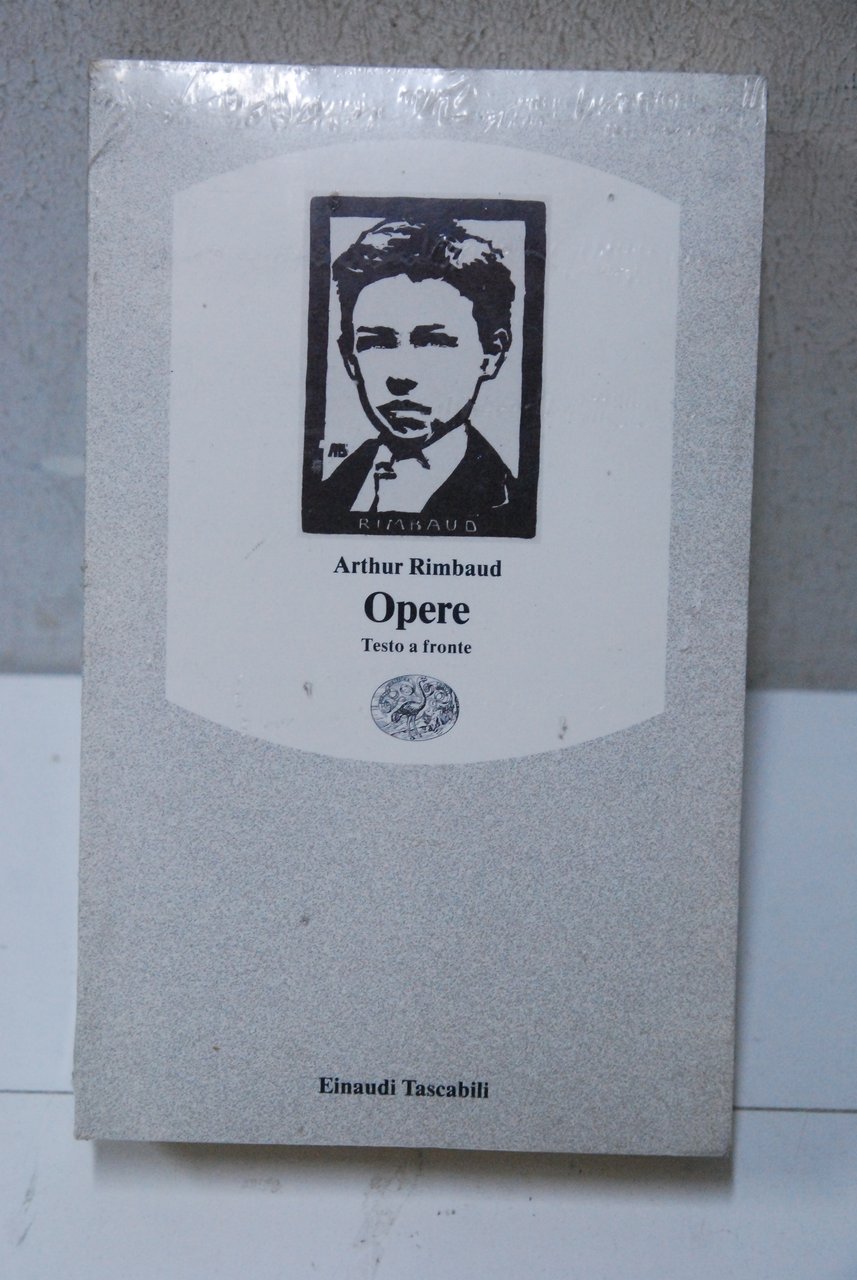 RIMBAUD
Arthur Rimbaud
Opere
Testo a fronte
Einaudi Tascabili